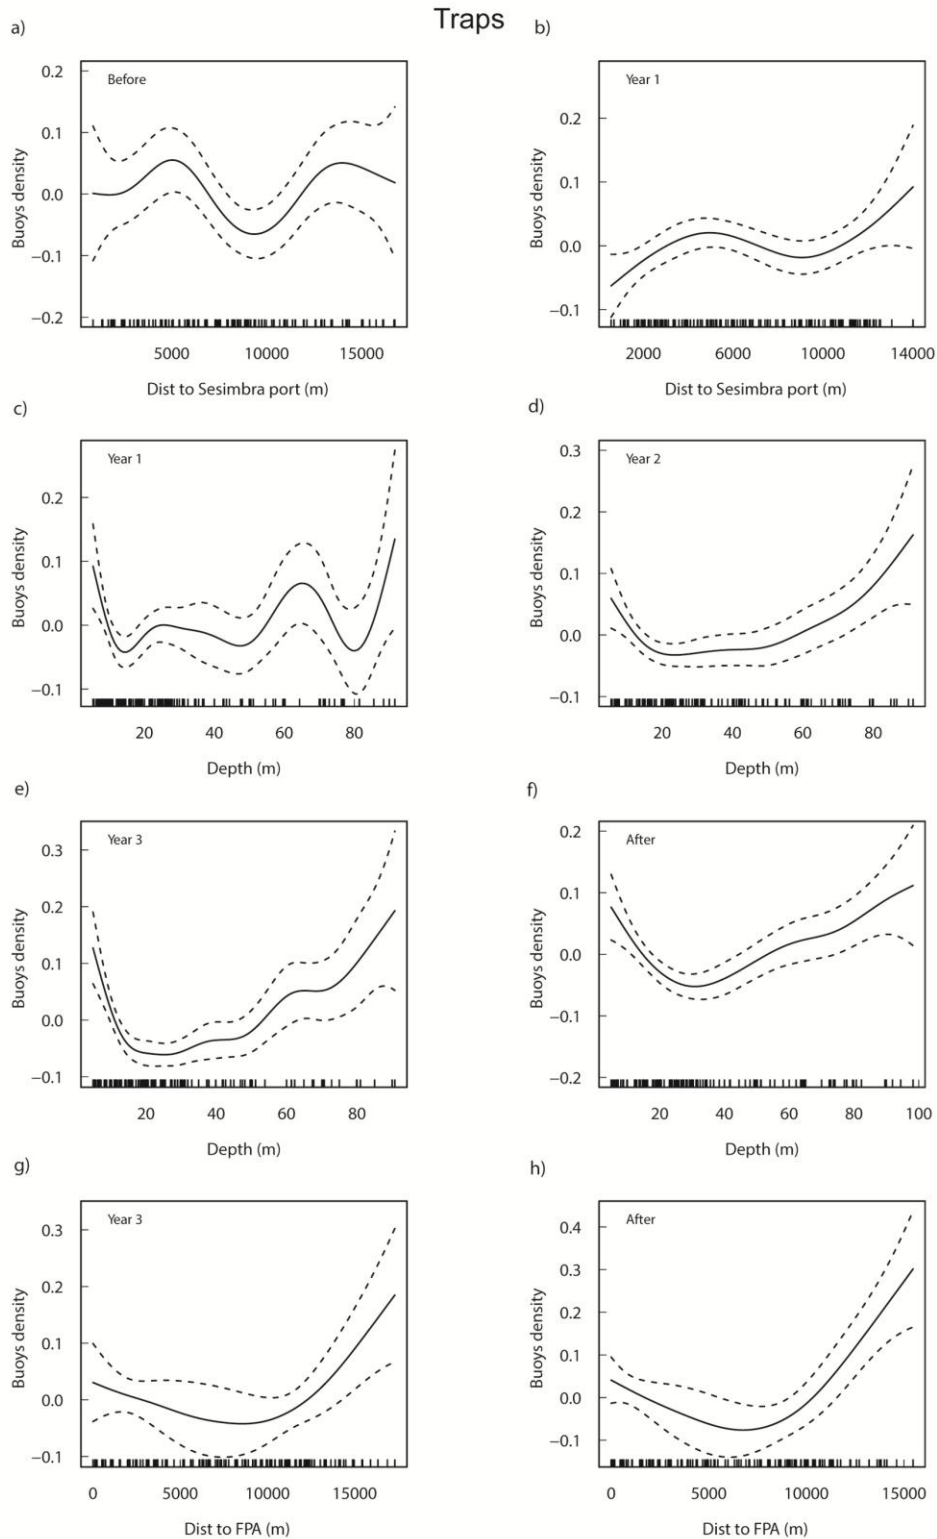 Traps
a)
b)
Before
Buoys density
0.2
0.1
0.0
−0.1
−0.2
5000 10000 15000
Dist to Sesimbra port (m)
Year 1
Buoys density
0.2
0.1
0.0
−0.1
2000 6000 10000 14000
Dist to Sesimbra port (m)
c)
d)
Year 1
Buoys density
0.2
0.1
0.0
−0.1
20 40 60 80
Depth (m)
Year 2
Buoys density
0.3
0.2
0.1
0.0
−0.1
20 40 60 80
Depth (m)
e)
f)
Year 3
Buoys density
0.3
0.2
0.1
0.0
−0.1
20 40 60 80
Depth (m)
After
Buoys density
0.2
0.1
0.0
−0.1
−0.2
20 40 60 80 100
Depth (m)
g)
h)
Year 3
Buoys density
0.3
0.2
0.1
0.0
−0.1
0 5000 10000 15000
Dist to FPA (m)
After
Buoys density
0.4
0.3
0.2
0.1
0.0
−0.1
0 5000 10000 15000
Dist to FPA (m)